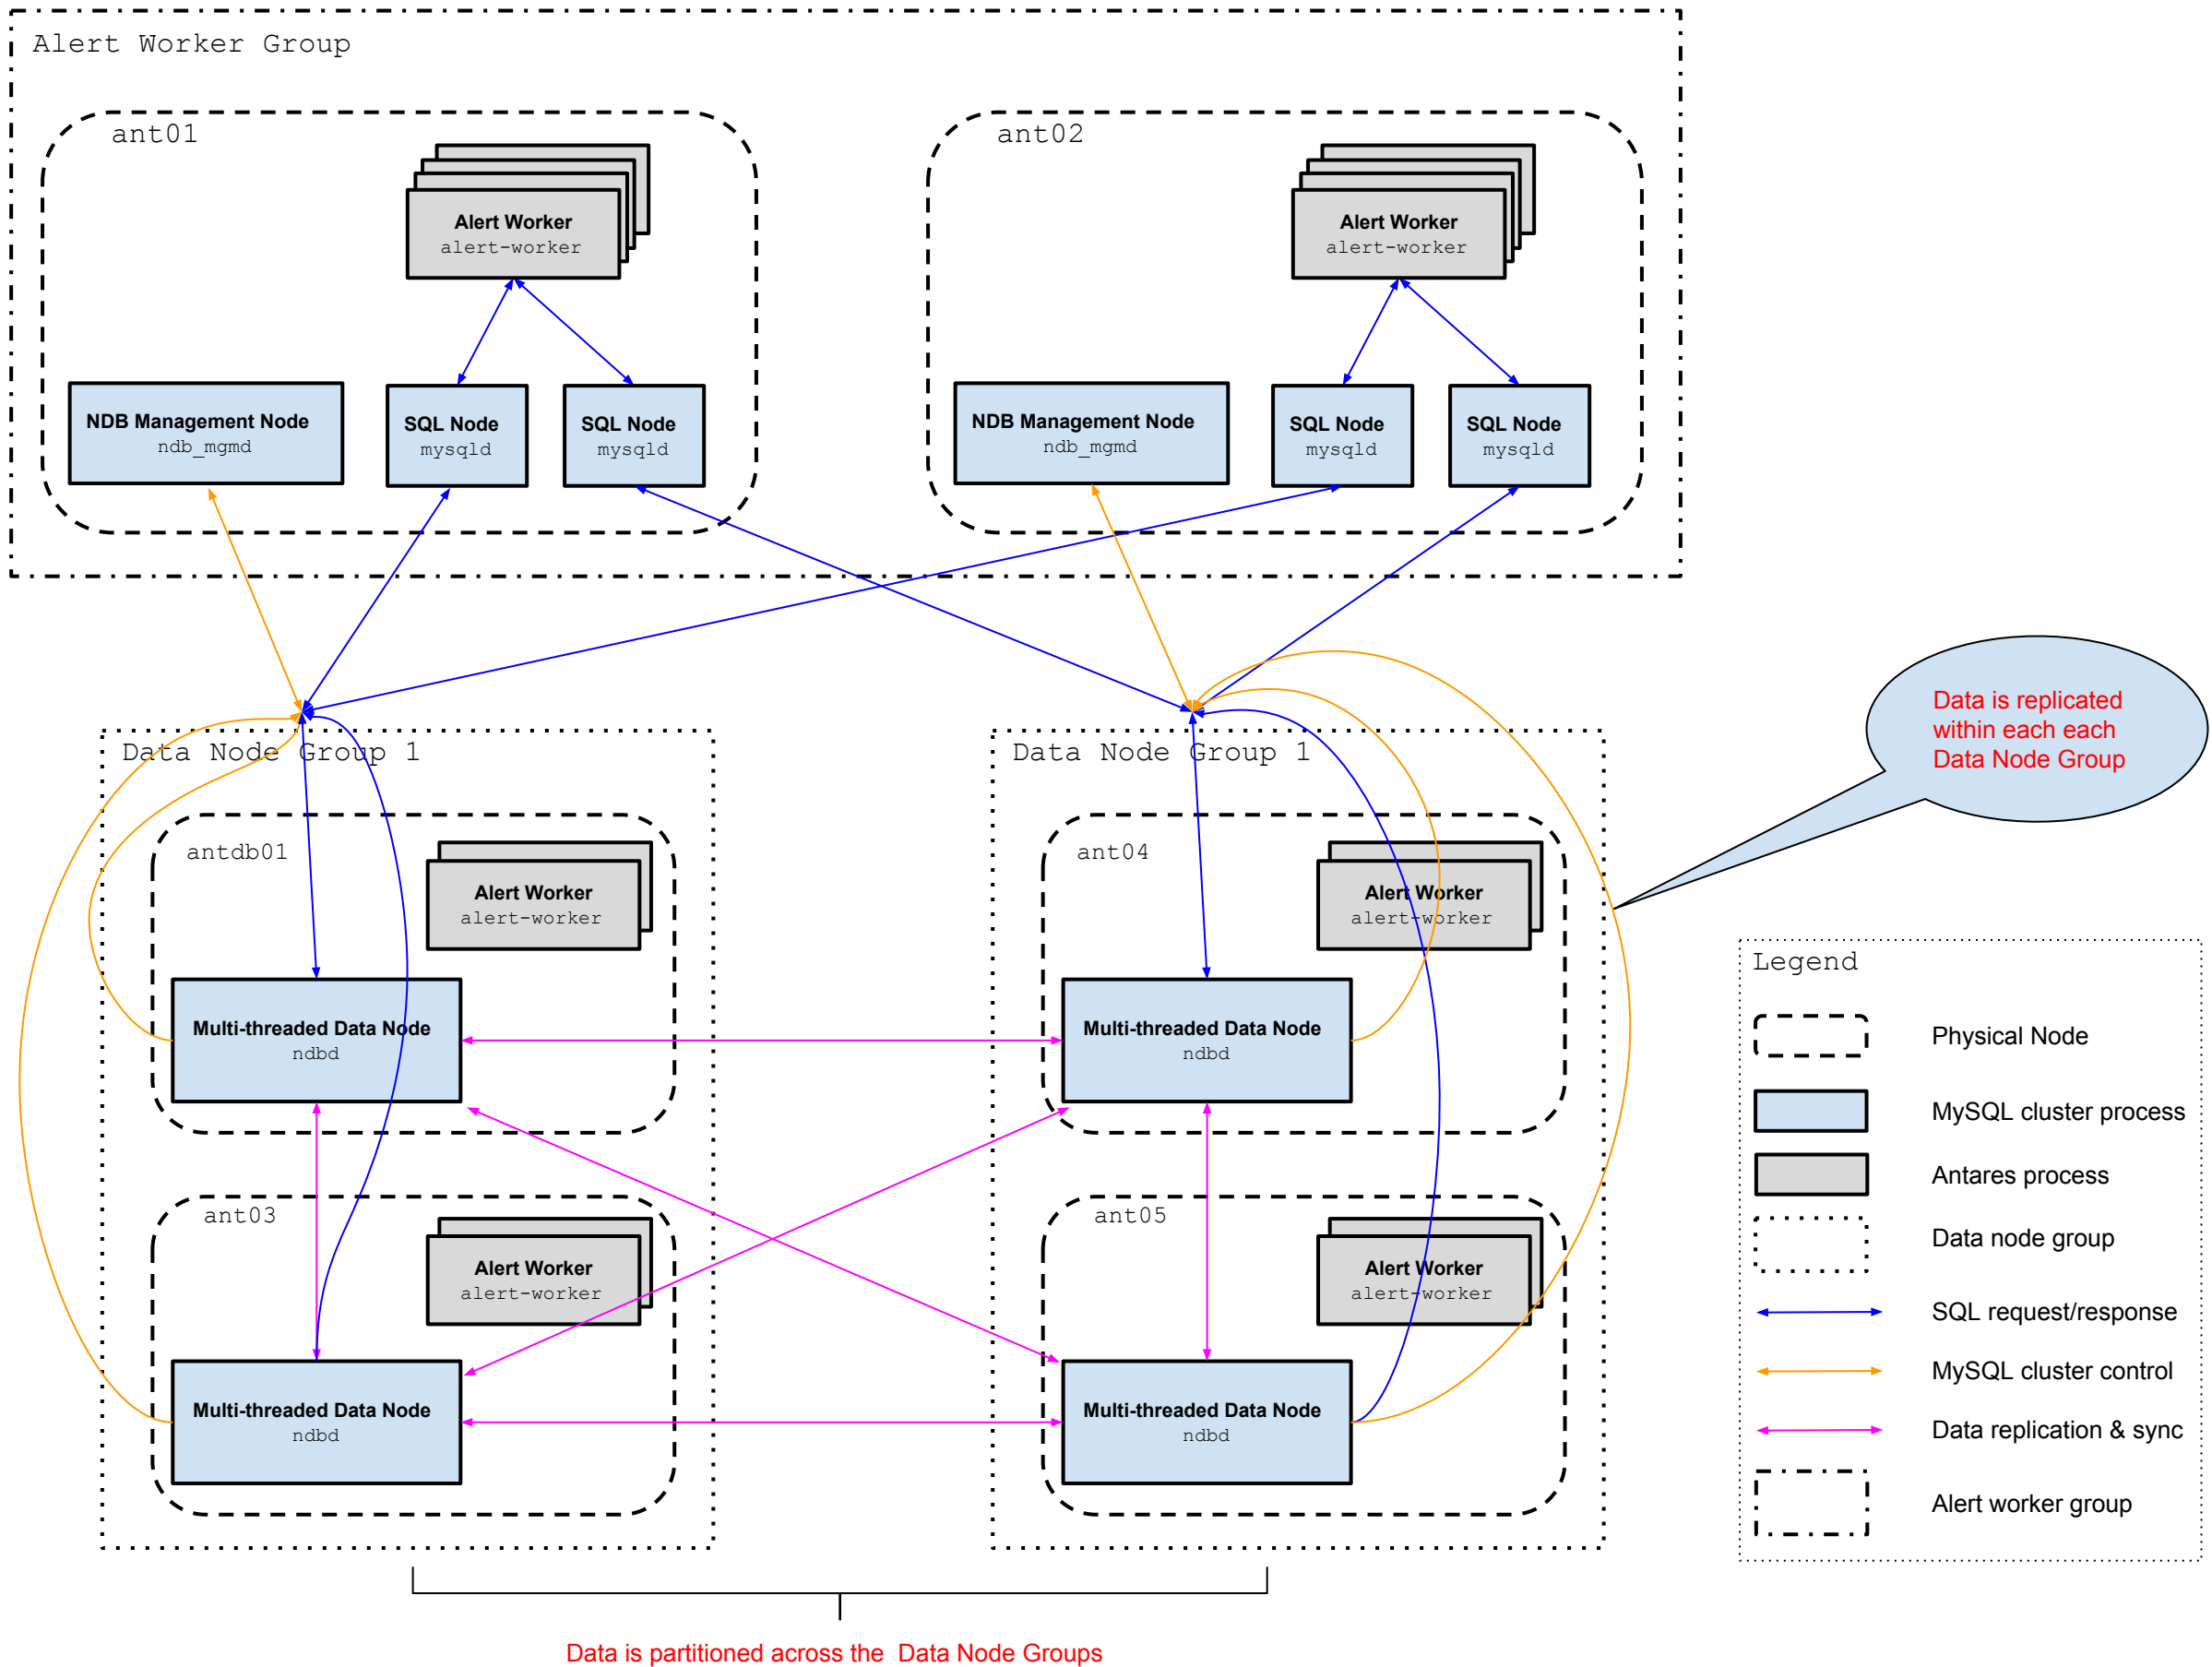 Alert Worker Group
ant01
Alert Worker
alert-worker
NDB Management Node
ndb_mgmd
SQL Node
mysqld
SQL Node
mysqld
ant02
Alert Worker
alert-worker
NDB Management Node
ndb_mgmd
SQL Node
mysqld
SQL Node
mysqld
Data is replicated
within each each
Data Node Group
Data Node Group 1
antdb01
Alert Worker
alert-worker
Multi-threaded Data Node
ndbd
ant03
Alert Worker
alert-worker
Multi-threaded Data Node
ndbd
Data Node Group 1
ant04
Alert Worker
alert-worker
Multi-threaded Data Node
ndbd
ant05
Alert Worker
alert-worker
Multi-threaded Data Node
ndbd
Legend
Physical Node
MySQL cluster process
Antares process
Data node group
SQL request/response
MySQL cluster control
Data replication & sync
Alert worker group
Data is partitioned across the  Data Node Groups